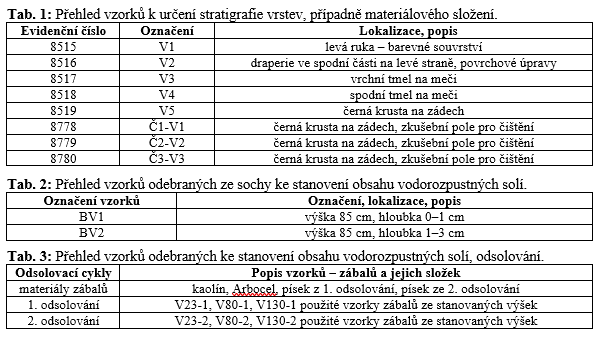 Tab. 1: Přehled vzorků k určení stratigrafie vrstev, případně materiálového složení.
Evidenční číslo Označení Lokalizace, popis
8515 V1 levá ruka – barevné souvrství
8516 V2 draperie ve spodní části na levé straně, povrchové úpravy
8517 V3 vrchní tmel na meči
8518 V4 spodní tmel na meči
8519 V5 černá krusta na zádech
8778 Č1-V1 černá krusta na zádech, zkušební pole pro čištění
8779 Č2-V2 černá krusta na zádech, zkušební pole pro čištění
8780 Č3-V3 černá krusta na zádech, zkušební pole pro čištění
Tab. 2: Přehled vzorků odebraných ze sochy ke stanovení obsahu vodorozpustných solí.
Označení vzorků Označení, lokalizace, popis
BV1 výška 85 cm, hloubka 0–1 cm
BV2 výška 85 cm, hloubka 1–3 cm
Tab. 3: Přehled vzorků odebraných ke stanovení obsahu vodorozpustných solí, odsolování.
Odsolovací cykly Popis vzorků – zábalů a jejich složek
materiály zábalů kaolín, Arbocel, písek z 1. odsolování, písek ze 2. odsolování
1. odsolování V23-1, V80-1, V130-1 použité vzorky zábalů ze stanovaných výšek
2. odsolování V23-2, V80-2, V130-2 použité vzorky zábalů ze stanovaných výšek